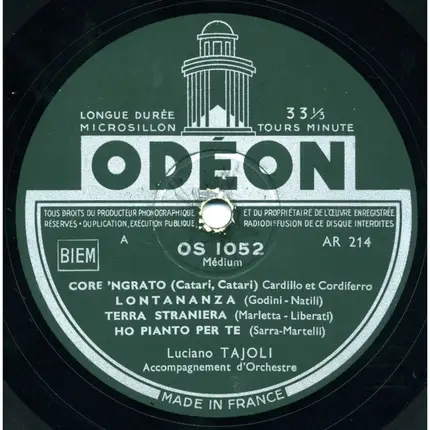 LONGUE DURÉE 33⅓
MICROSILLON TOURS MINUTE
ODÉON
TOUS DROITS DU PRODUCTEUR PHONOGRAPHIQUE ET DU PROPRIÉTAIRE DE L'ŒUVRE ENREGISTRÉE
RÉSERVÉS • DUPLICATION, EXÉCUTION PUBLIQUE RADIODIFFUSION DE CE DISQUE INTERDITES
A OS 1052 AR 214
BIEM Médium
CORE 'NGRATO (Catari, Catari) Cardillo et Cordiferro
LONTANANZA (Godini - Natili)
TERRA STRANIERA (Marletta - Liberati)
HO PIANTO PER TE (Sarra-Martelli)
Luciano TAJOLI
Accompagnement d'Orchestre
MADE IN FRANCE